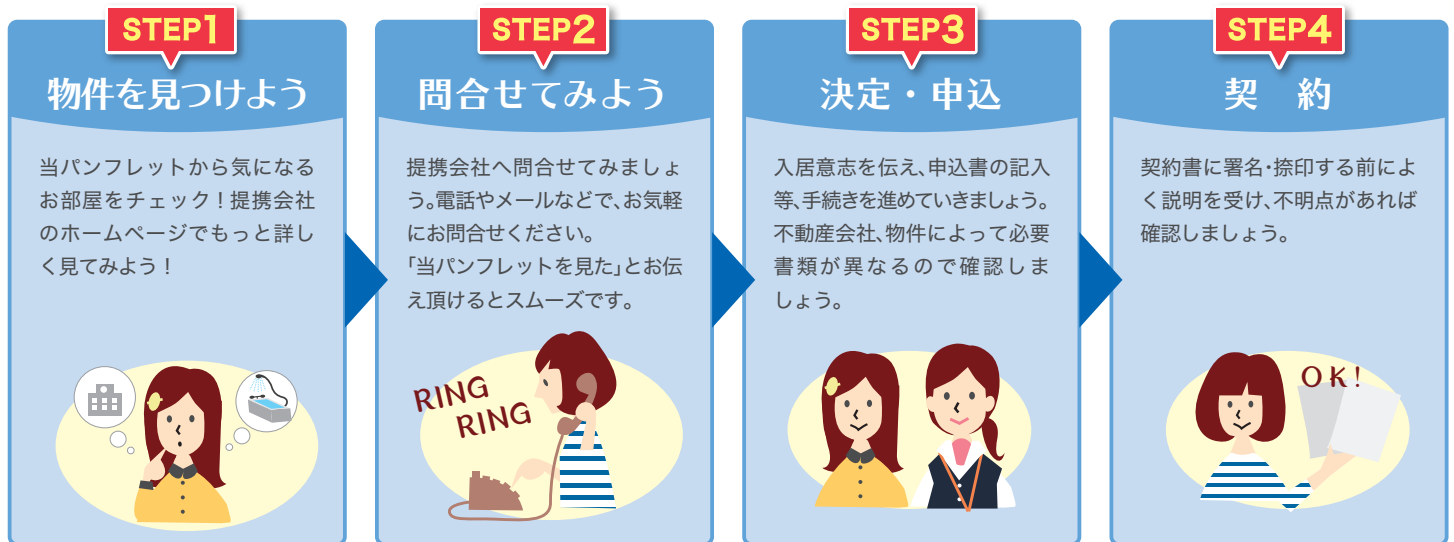 STEP1
物件を見つけよう
当パンフレットから気になる
お部屋をチェック！提携会社
のホームページでもっと詳し
く見てみよう！
STEP2
問合せてみよう
提携会社へ問合せてみましょ
う。電話やメールなどで、お気軽
にお問合せください。
「当パンフレットを見た」とお伝
え頂けるとスムーズです。
RING
RING
STEP3
決定・申込
入居意志を伝え、申込書の記入
等、手続きを進めていきましょう。
不動産会社、物件によって必要
書類が異なるので確認しま
しょう。
STEP4
契　約
契約書に署名・捺印する前によ
く説明を受け、不明点があれば
確認しましょう。
OK!